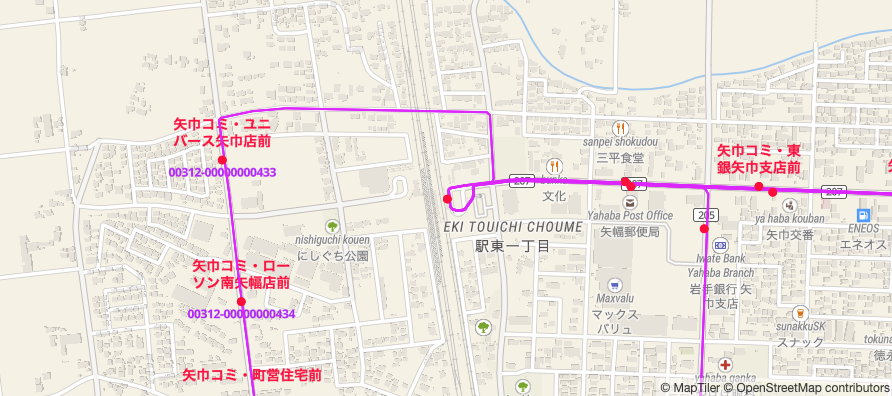 矢巾コミ・ユニ
バース矢巾店前
00312-00000000433
nishiguchi kouen
にしぐち公園
矢巾コミ・ロー
ソン南矢幅店前
00312-00000000434
矢巾コミ・町営住宅前
207
文化
EKI TOUICHI CHOUME
駅東一丁目
sanpei shokudou
三平食堂
Yahaba Post Office
矢幅郵便局
Maxvalu
マックス
バリュ
矢巾コミ・東
銀矢巾支店前
205
207
ya haba kouban
矢巾交番
ENEOS
エネオス
Iwate Bank
Yahaba Branch
岩手銀行 矢
巾支店
sunakkuSK
スナック
yahaba ganka
© MapTiler © OpenStreetMap contributors